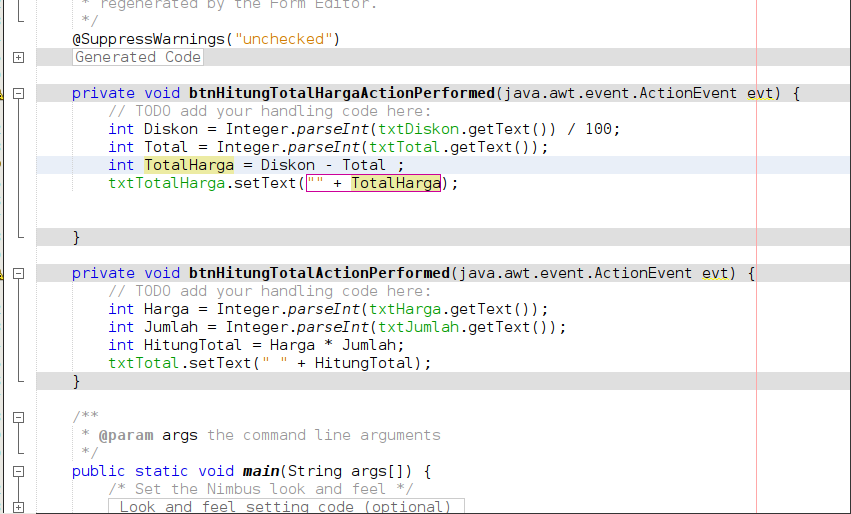 * regenerated by the Form Editor.
*/
@SuppressWarnings("unchecked")
Generated Code
private void btnHitungTotalHargaActionPerformed(java.awt.event.ActionEvent evt) {
// TODO add your handling code here:
int Diskon = Integer.parseInt(txtDiskon.getText()) / 100;
int Total = Integer.parseInt(txtTotal.getText());
int TotalHarga = Diskon - Total ;
txtTotalHarga.setText("" + TotalHarga);
}
private void btnHitungTotalActionPerformed(java.awt.event.ActionEvent evt) {
// TODO add your handling code here:
int Harga = Integer.parseInt(txtHarga.getText());
int Jumlah = Integer.parseInt(txtJumlah.getText());
int HitungTotal = Harga * Jumlah;
txtTotal.setText(" " + HitungTotal);
}
/**
* @param args the command line arguments
*/
public static void main(String args[]) {
/* Set the Nimbus look and feel */
Look and feel setting code (optional)